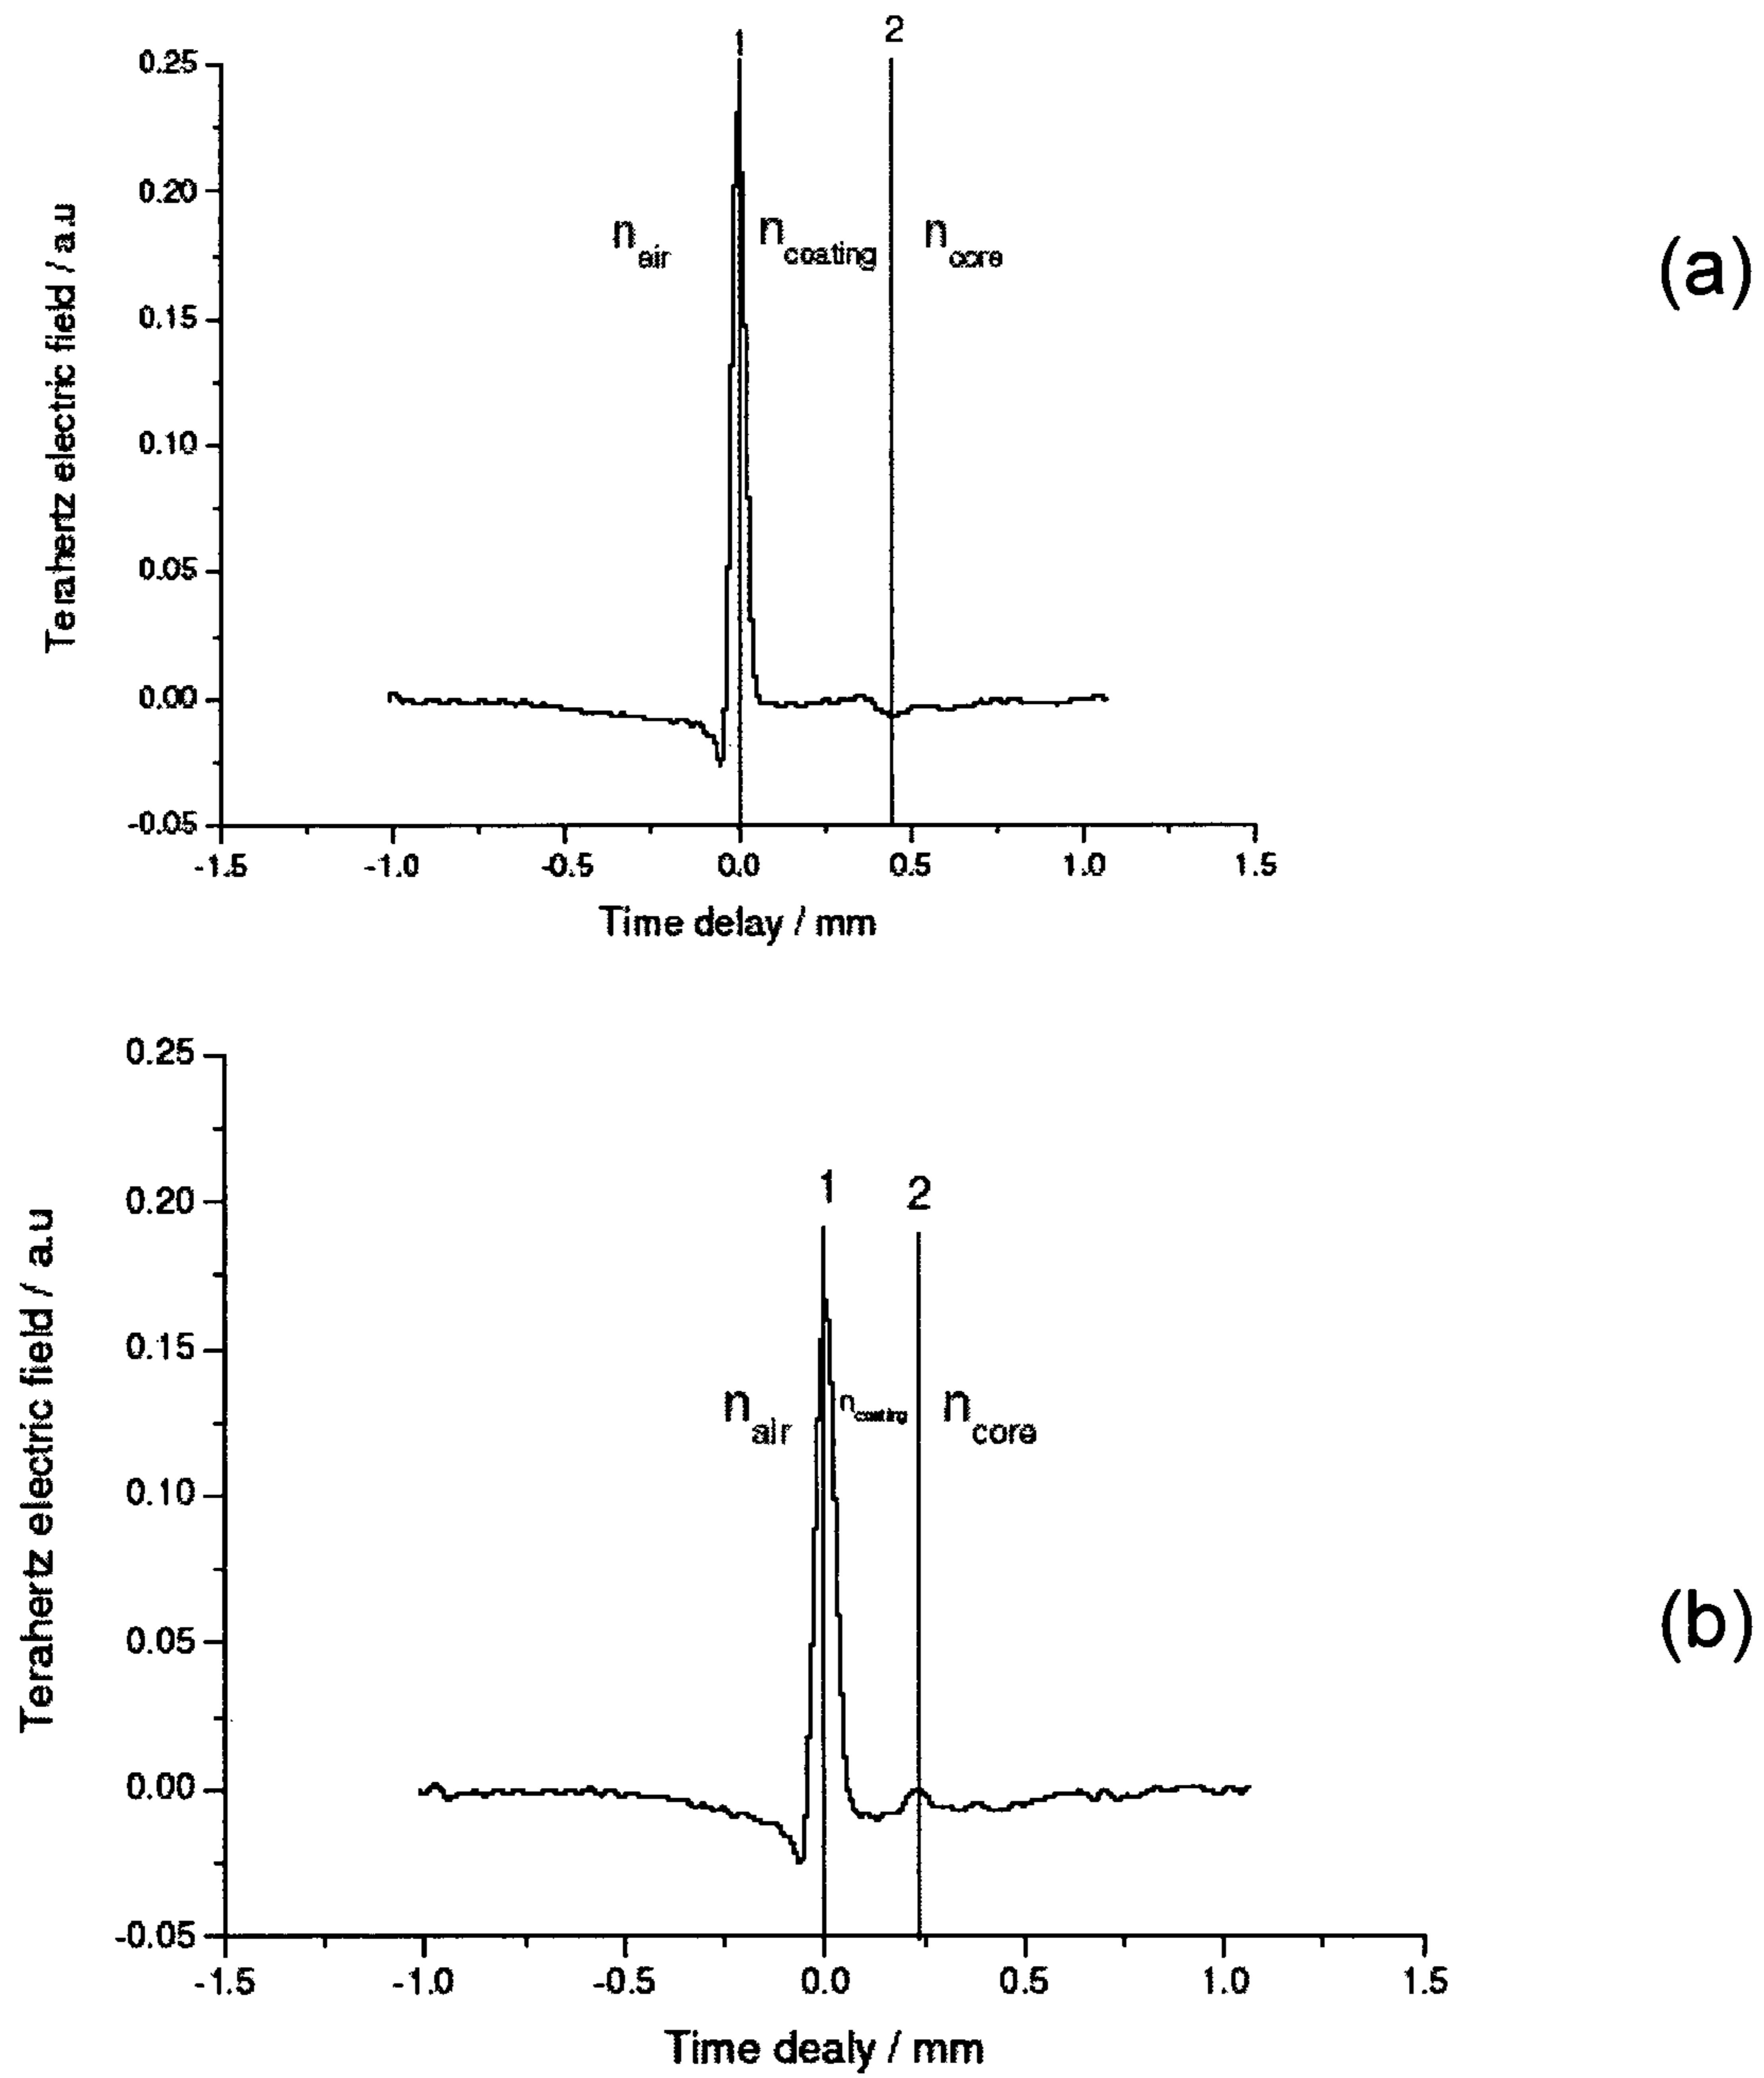 1 2
0.25
0.20
0.15
0.10
0.05
0.00
-0.05
Terahertz electric field / a.u
n air n coating n core
-1.5 -1.0 -0.5 0.0 0.5 1.0 1.5
Time delay / mm
(a)
0.25
0.20
0.15
0.10
0.05
0.00
-0.05
Terahertz electric field / a.u
1 2
n air n coating n core
-1.5 -1.0 -0.5 0.0 0.5 1.0 1.5
Time dealy / mm
(b)